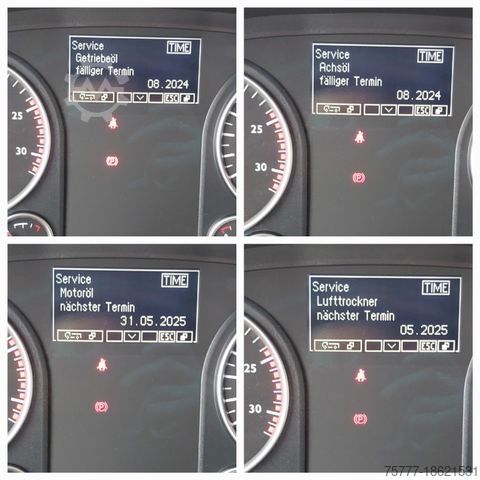 Service TIME
Getriebeöl
fälliger Termin
08.2024
ESC
25
30
Service TIME
Achsöl
fälliger Termin
08.2024
ESC
25
30
Service TIME
Motoröl
nächster Termin
31.05.2025
ESC
Service TIME
Lufttrockner
nächster Termin
05.2025
ESC
25
30
75777-18621531